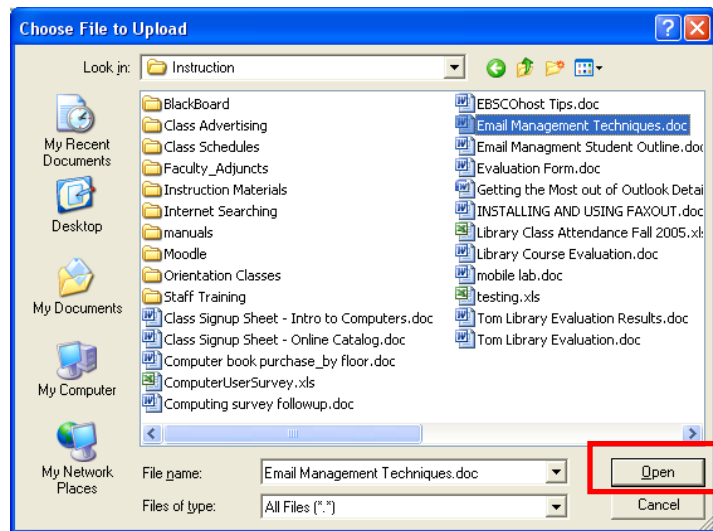 Choose File to Upload
Look in:
Instruction
My Recent
Documents
Desktop
My Documents
My Computer
My Network
Places
BlackBoard
Class Advertising
Class Schedules
Faculty_Adjuncts
Instruction Materials
Internet Searching
manuals
Moodle
Orientation Classes
Staff Training
Class Signup Sheet - Intro to Computers.doc
Class Signup Sheet - Online Catalog.doc
Computer book purchase_by floor.doc
ComputerUserSurvey.xls
Computing survey followup.doc
EBSCOhost Tips.doc
Email Management Techniques.doc
Email Managment Student Outline.doc
Evaluation Form.doc
Getting the Most out of Outlook Detai
INSTALLING AND USING FAXOUT.doc
Library Class Attendance Fall 2005.xls
Library Course Evaluation.doc
mobile lab.doc
testing.xls
Tom Library Evaluation Results.doc
Tom Library Evaluation.doc
File name:
Email Management Techniques.doc
Open
Files of type:
All Files (*.*)
Cancel